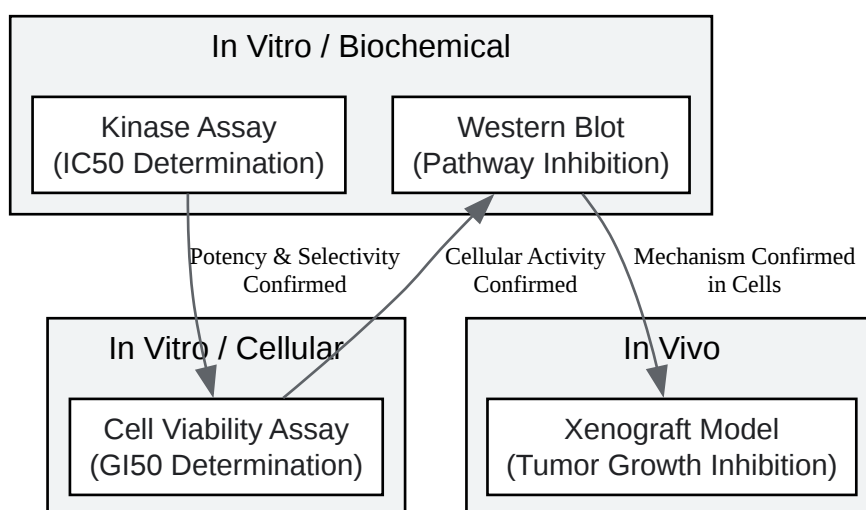 In Vitro / Biochemical
Kinase Assay
(IC50 Determination)
Western Blot
(Pathway Inhibition)
Potency & Selectivity
Confirmed
Cellular Activity
Confirmed
Mechanism Confirmed
in Cells
In Vitro / Cellular
Cell Viability Assay
(GI50 Determination)
In Vivo
Xenograft Model
(Tumor Growth Inhibition)